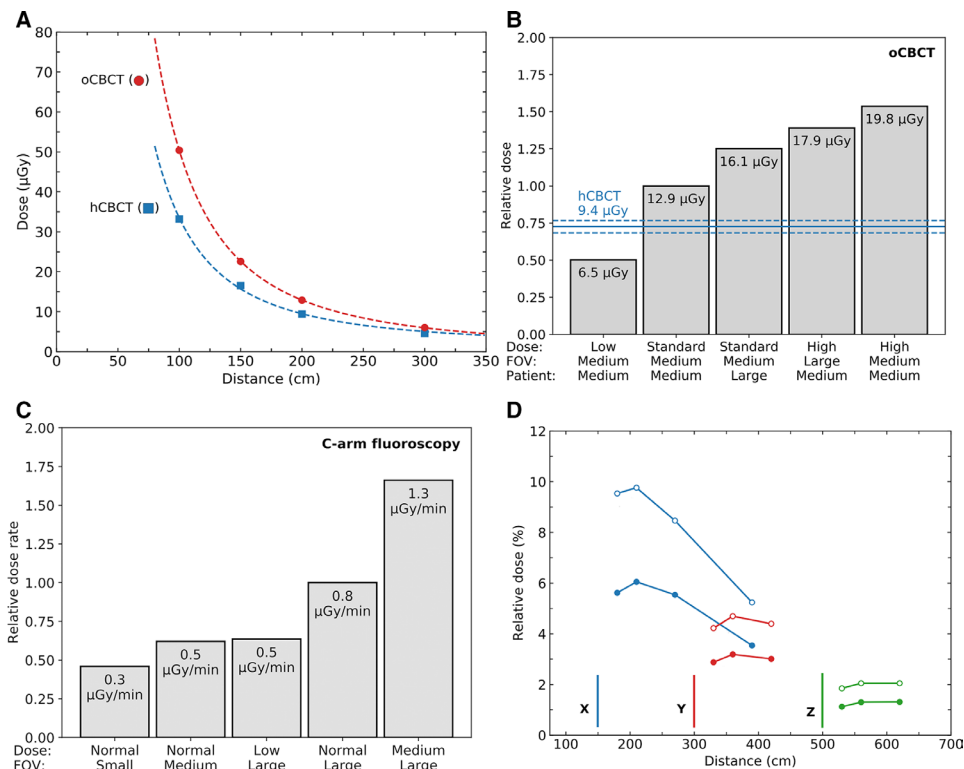 A
80
70
60
50
40
30
20
10
0
Dose (μGy)
oCBCT ( )
hCBCT ( )
0 50 100 150 200 250 300 350
Distance (cm)
B
2.00
1.75
1.50
1.25
1.00
0.75
0.50
0.25
0.00
Relative dose
oCBCT
hCBCT
9.4 μGy
6.5 μGy
12.9 μGy
16.1 μGy
17.9 μGy
19.8 μGy
Dose: Low Standard Standard High High
FOV: Medium Medium Medium Large Medium
Patient: Medium Medium Large Medium Medium
C
2.00
1.75
1.50
1.25
1.00
0.75
0.50
0.25
0.00
Relative dose rate
C-arm fluoroscopy
0.3
μGy/min
0.5
μGy/min
0.5
μGy/min
0.8
μGy/min
1.3
μGy/min
Dose: Normal Normal Low Normal Medium
FOV: Small Medium Large Large Large
D
12
10
8
6
4
2
0
Relative dose (%)
X
Y
Z
100 200 300 400 500 600 700
Distance (cm)